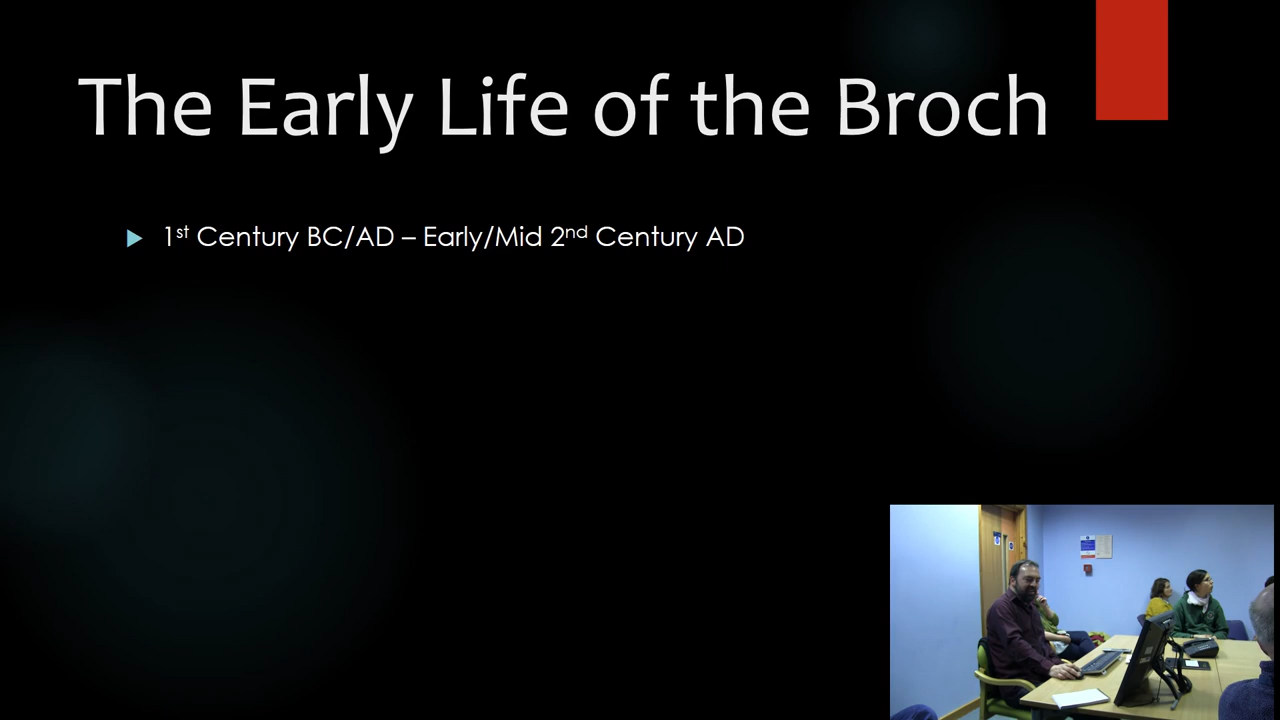 The Early Life of the Broch
1st Century BC/AD – Early/Mid 2nd Century AD